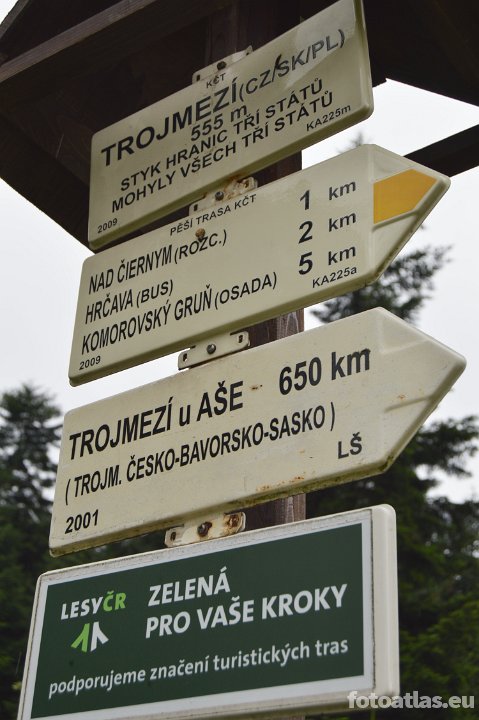 KČT
TROJMEZÍ (CZ/SK/PL)
555 m
STYK HRANIC TŘÍ STÁTŮ
MOHYLY VŠECH TŘÍ STÁTŮ
2009 KA225m
PĚŠÍ TRASA KČT
NAD ČIERNYM (ROZC.) 1 km
HRČAVA (BUS) 2 km
KOMOROVSKÝ GRUŇ (OSADA) 5 km
2009 KA225a
TROJMEZÍ u AŠE 650 km
(TROJM. ČESKO-BAVORSKO-SASKO)
2001 LŠ
LESYČR
ZELENÁ
PRO VAŠE KROKY
podporujeme značení turistických tras
fotoatlas.eu